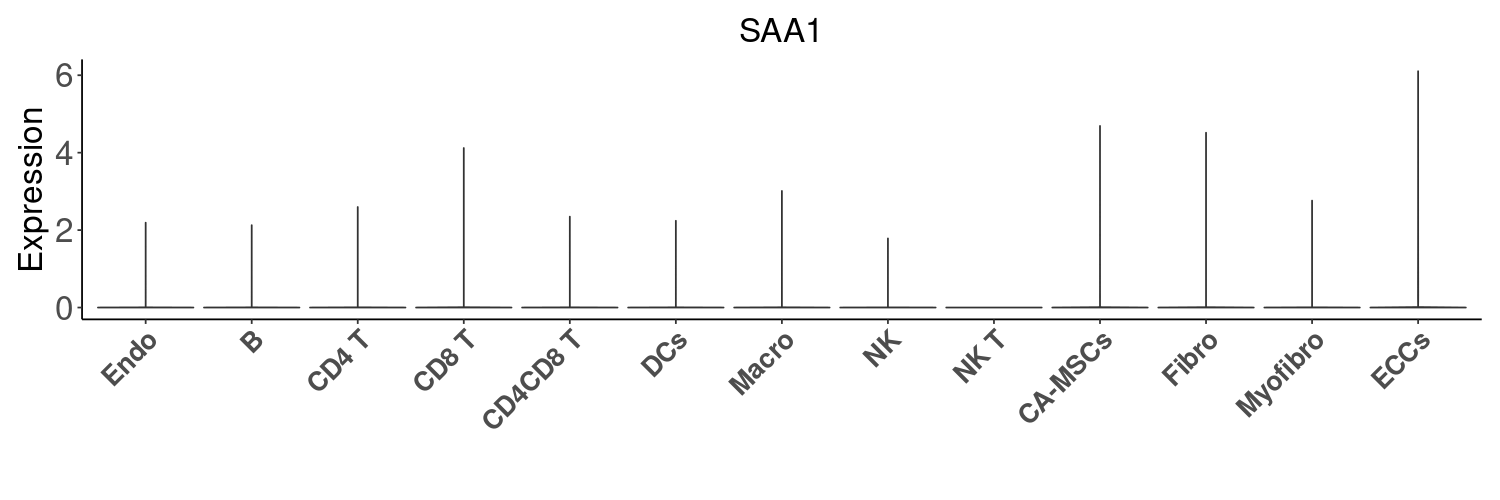 SAA1
Expression
6
4
2
0
Endo
B
CD4 T
CD8 T
CD4CD8 T
DCs
Macro
NK
NK T
CA-MSCs
Fibro
Myofibro
ECCs